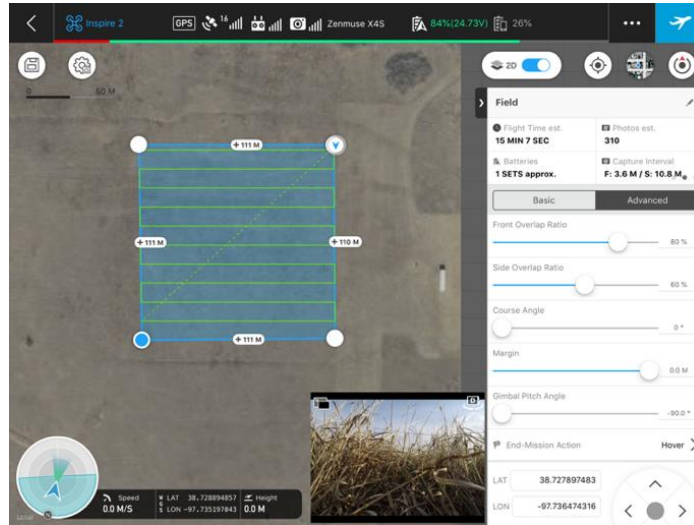 Inspire 2
GPS
16
Zenmuse X4S
84%(24.73V)
26%
2D
0 50 M
Field
Flight Time est.
15 MIN 7 SEC
Photos est.
310
Batteries
1 SETS approx.
Capture Interval
F: 3.6 M / S: 10.8 M
Basic
Advanced
Front Overlap Ratio
80 %
Side Overlap Ratio
60 %
Course Angle
0 °
Margin
0.0 M
Gimbal Pitch Angle
-90.0 °
End-Mission Action
Hover
LAT 38.727897483
LON -97.736474316
+ 111 M
+ 111 M
+ 110 M
+ 111 M
Speed
0.0 M/S
W
G
S
LAT 38.728894857
LON -97.735197043
Height
0.0 M
Legal
N